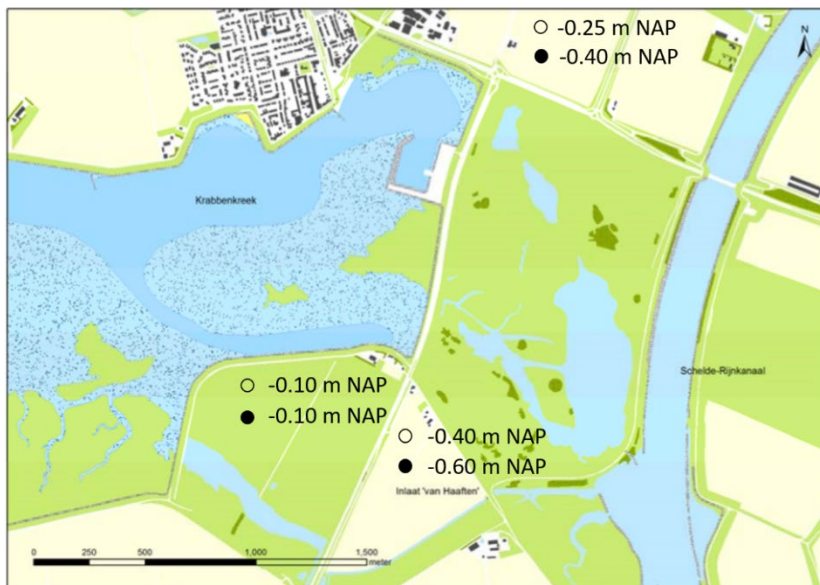 -0.25 m NAP
N
-0.40 m NAP
Krabbenkreek
Schelde-Rijnkanaal
-0.10 m NAP
-0.10 m NAP
-0.40 m NAP
-0.60 m NAP
Inlaat 'van Haaften'
0 250 500 1,000 1,500
meter